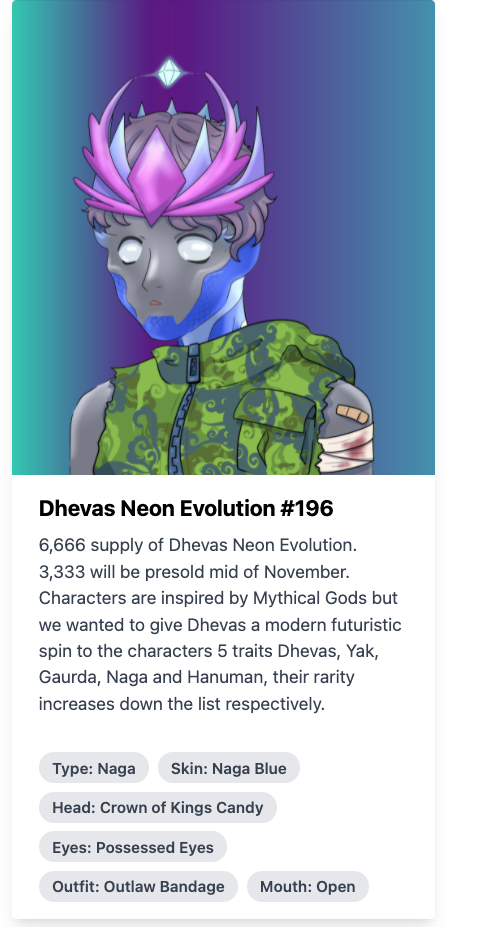 Dhevas Neon Evolution #196
6,666 supply of Dhevas Neon Evolution.
3,333 will be presold mid of November.
Characters are inspired by Mythical Gods but
we wanted to give Dhevas a modern futuristic
spin to the characters 5 traits Dhevas, Yak,
Gaurda, Naga and Hanuman, their rarity
increases down the list respectively.
Type: Naga Skin: Naga Blue
Head: Crown of Kings Candy
Eyes: Possessed Eyes
Outfit: Outlaw Bandage Mouth: Open